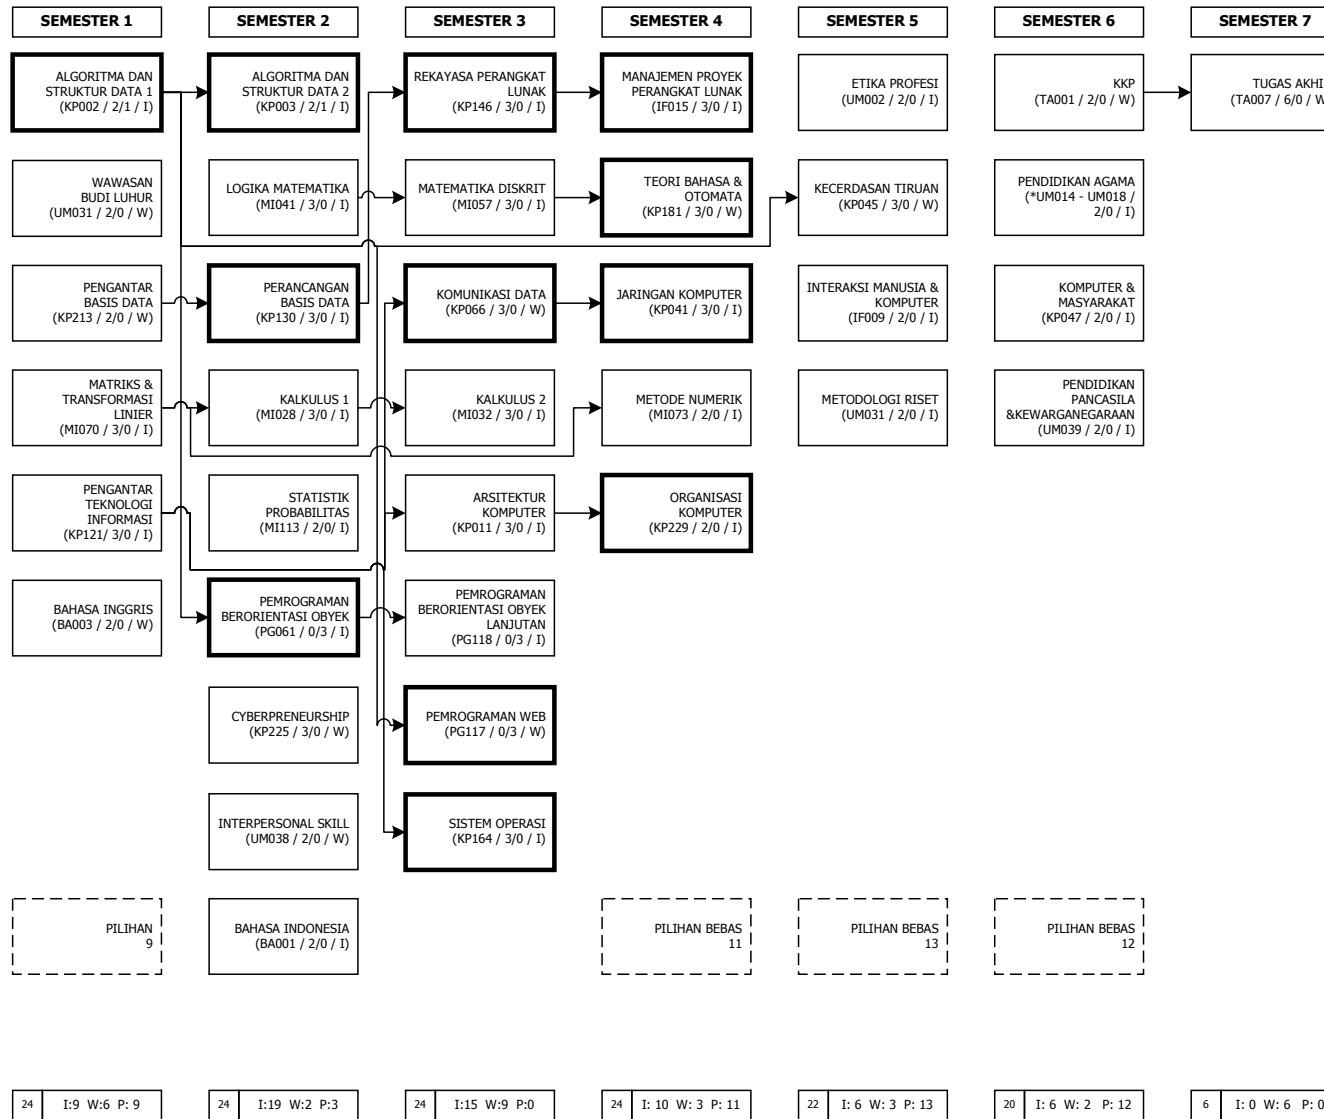 SEMESTER 1
ALGORITMA DAN
STRUKTUR DATA 1
(KP002 / 2/1 / I)
WAWASAN
BUDI LUHUR
(UM031 / 2/0 / W)
PENGANTAR
BASIS DATA
(KP213 / 2/0 / W)
MATRIKS &
TRANSFORMASI
LINIER
(MI070 / 3/0 / I)
PENGANTAR
TEKNOLOGI
INFORMASI
(KP121/ 3/0 / I)
BAHASA INGGRIS
(BA003 / 2/0 / W)
PILIHAN
9
24 I:9 W:6 P: 9
SEMESTER 2
ALGORITMA DAN
STRUKTUR DATA 2
(KP003 / 2/1 / I)
LOGIKA MATEMATIKA
(MI041 / 3/0 / I)
PERANCANGAN
BASIS DATA
(KP130 / 3/0 / I)
KALKULUS 1
(MI028 / 3/0 / I)
STATISTIK
PROBABILITAS
(MI113 / 2/0/ I)
PEMROGRAMAN
BERORIENTASI OBYEK
(PG061 / 0/3 / I)
CYBERPRENEURSHIP
(KP225 / 3/0 / W)
INTERPERSONAL SKILL
(UM038 / 2/0 / W)
BAHASA INDONESIA
(BA001 / 2/0 / I)
24 I:19 W:2 P:3
SEMESTER 3
REKAYASA PERANGKAT
LUNAK
(KP146 / 3/0 / I)
MATEMATIKA DISKRIT
(MI057 / 3/0 / I)
KOMUNIKASI DATA
(KP066 / 3/0 / W)
KALKULUS 2
(MI032 / 3/0 / I)
ARSITEKTUR
KOMPUTER
(KP011 / 3/0 / I)
PEMROGRAMAN
BERORIENTASI OBYEK
LANJUTAN
(PG118 / 0/3 / I)
PEMROGRAMAN WEB
(PG117 / 0/3 / W)
SISTEM OPERASI
(KP164 / 3/0 / I)
24 I:15 W:9 P:0
SEMESTER 4
MANAJEMEN PROYEK
PERANGKAT LUNAK
(IF015 / 3/0 / I)
TEORI BAHASA &
OTOMATA
(KP181 / 3/0 / W)
JARINGAN KOMPUTER
(KP041 / 3/0 / I)
METODE NUMERIK
(MI073 / 2/0 / I)
ORGANISASI
KOMPUTER
(KP229 / 2/0 / I)
PILIHAN BEBAS
11
24 I: 10 W: 3 P: 11
SEMESTER 5
ETIKA PROFESI
(UM002 / 2/0 / I)
KECERDASAN TIRUAN
(KP045 / 3/0 / W)
INTERAKSI MANUSIA &
KOMPUTER
(IF009 / 2/0 / I)
METODOLOGI RISET
(UM031 / 2/0 / I)
PILIHAN BEBAS
13
22 I: 6 W: 3 P: 13
SEMESTER 6
KKP
(TA001 / 2/0 / W)
PENDIDIKAN AGAMA
(*UM014 - UM018 /
2/0 / I)
KOMPUTER &
MASYARAKAT
(KP047 / 2/0 / I)
PENDIDIKAN
PANCASILA
&KEWARGANEGARAAN
(UM039 / 2/0 / I)
PILIHAN BEBAS
12
20 I: 6 W: 2 P: 12
SEMESTER 7
TUGAS AKHI
(TA007 / 6/0 / W
6 I: 0 W: 6 P: 0